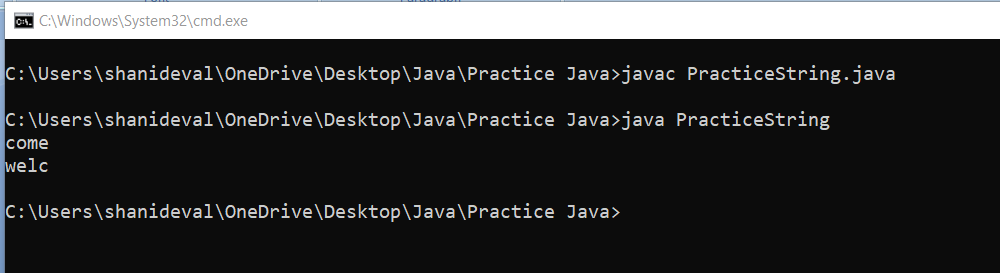 C:\Windows\System32\cmd.exe
C:\Users\shanideval\OneDrive\Desktop\Java\Practice Java>javac PracticeString.java
C:\Users\shanideval\OneDrive\Desktop\Java\Practice Java>java PracticeString
come
welc
C:\Users\shanideval\OneDrive\Desktop\Java\Practice Java>